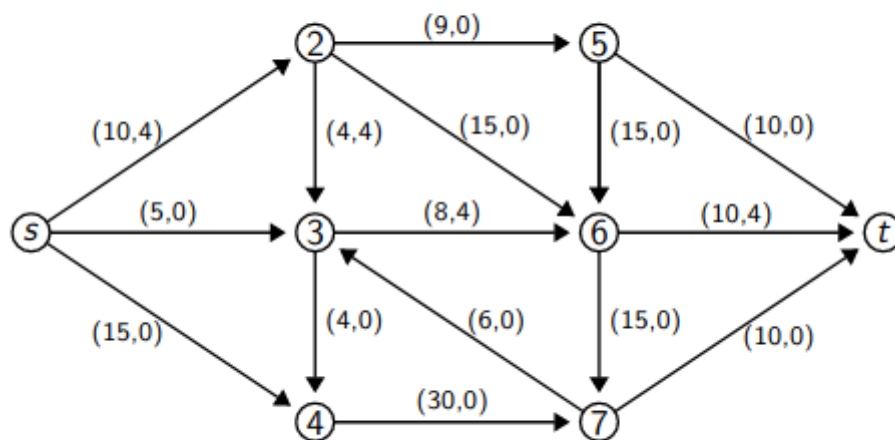 (9,0)
2 5
(10,4) (4,4) (15,0) (15,0) (10,0)
(5,0) (8,4) (10,4)
s 3 6 t
(15,0) (4,0) (6,0) (15,0) (10,0)
(30,0)
4 7